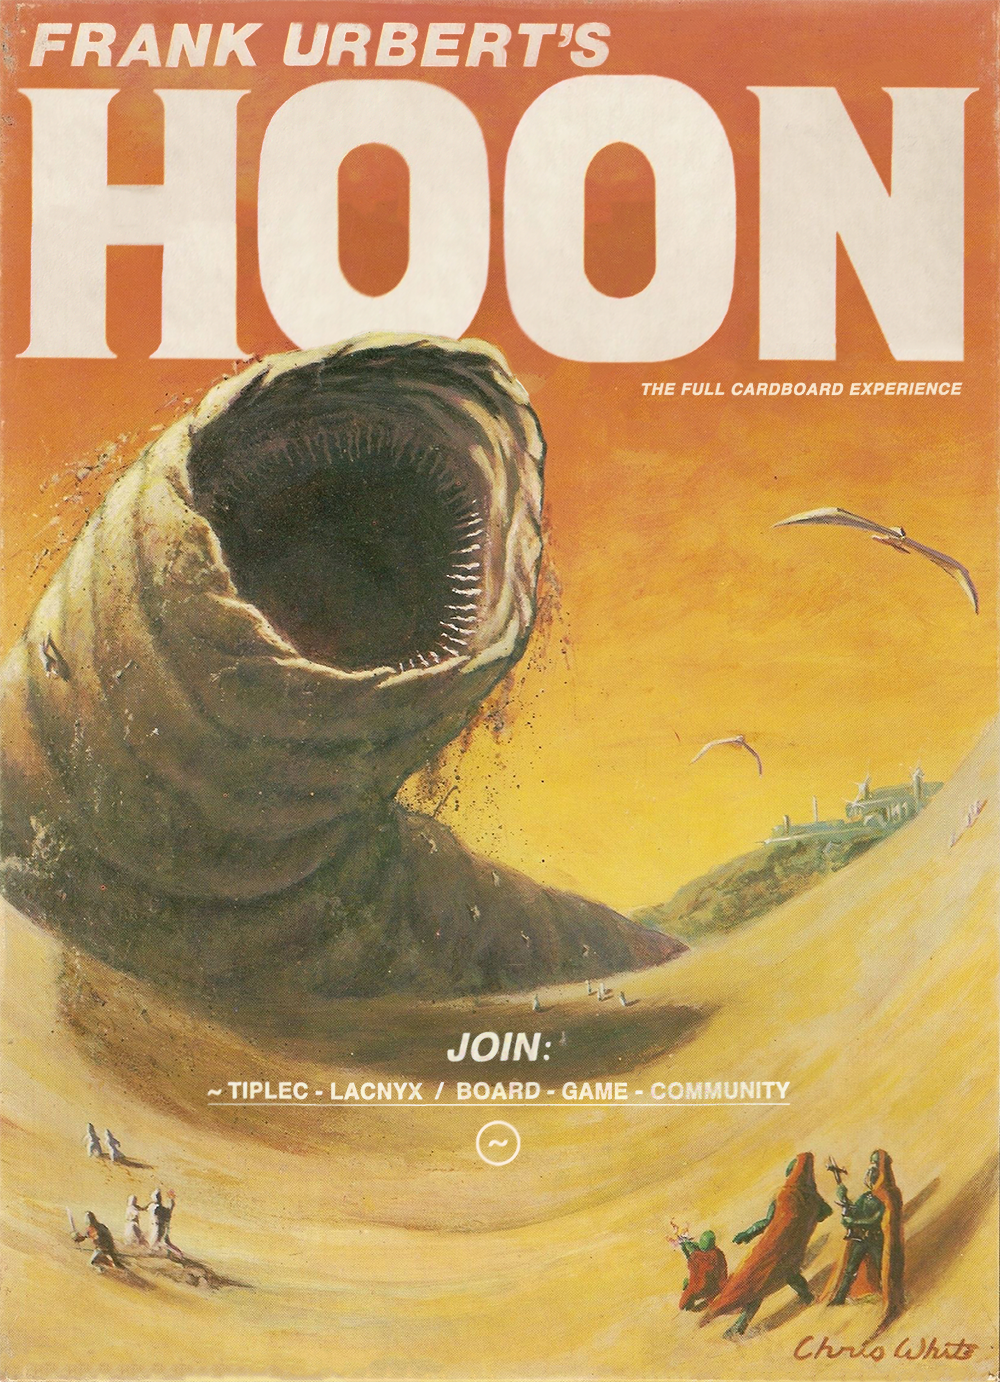 FRANK URBERT'S
HOON
THE FULL CARDBOARD EXPERIENCE
JOIN:
~ TIPLEC - LACNYX / BOARD - GAME - COMMUNITY
~
Chris White